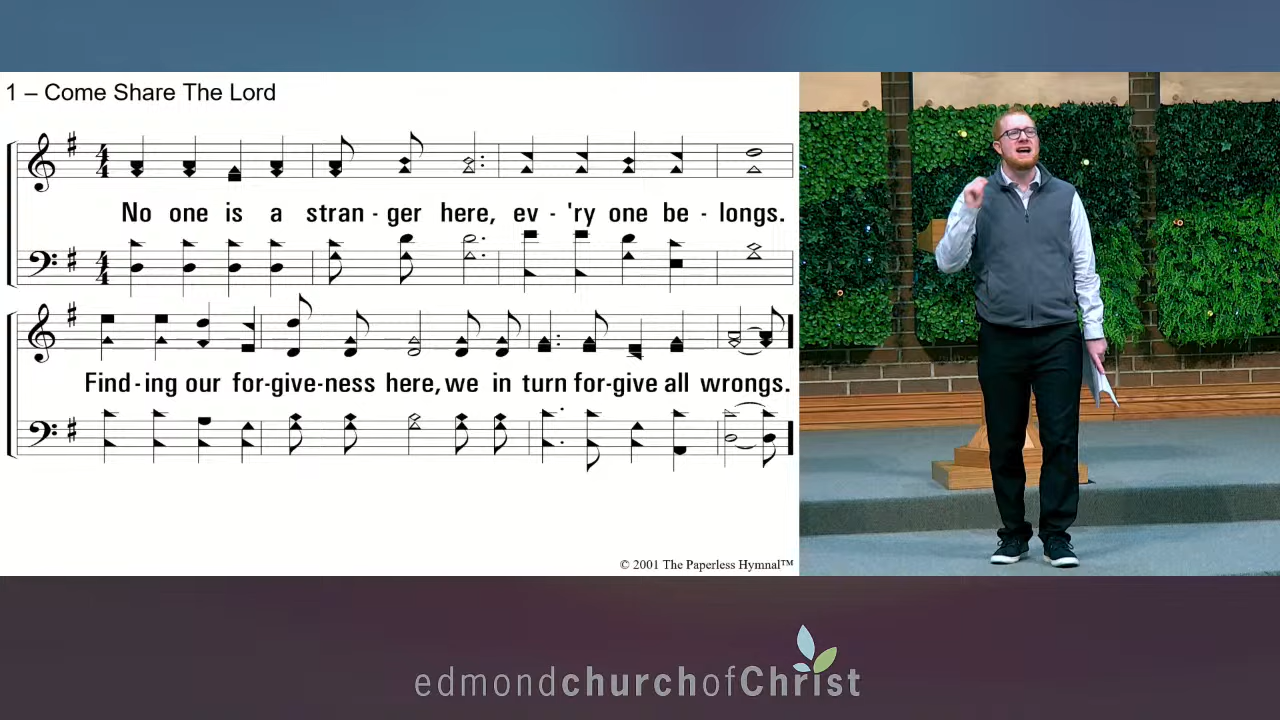 1 – Come Share The Lord
No one is a stran - ger here, ev - 'ry one be - longs.
Find - ing our for-give-ness here, we in turn for-give all wrongs.
© 2001 The Paperless Hymnal™
edmondchurchofChrist